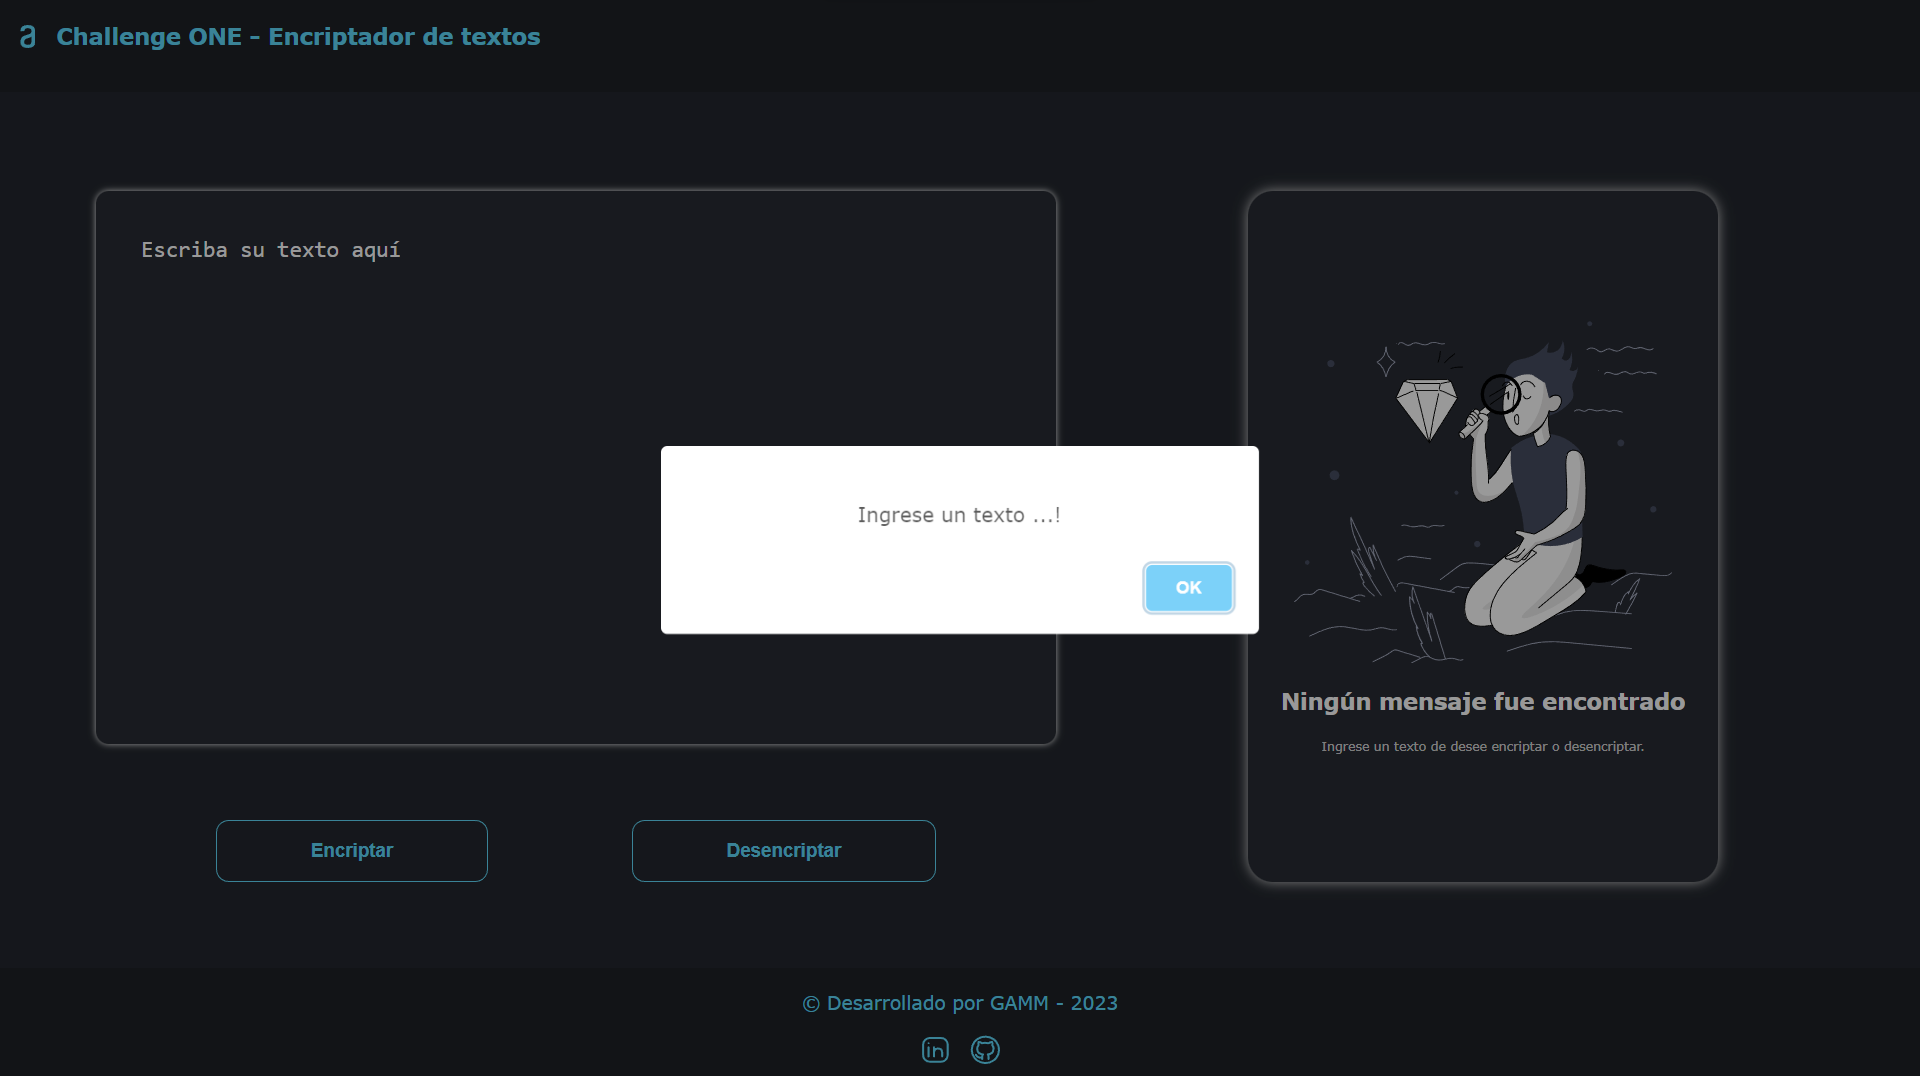 Challenge ONE - Encriptador de textos
Escriba su texto aquí
Ingrese un texto ...!
OK
Ningún mensaje fue encontrado
Ingrese un texto de desee encriptar o desencriptar.
Encriptar
Desencriptar
© Desarrollado por GAMM - 2023